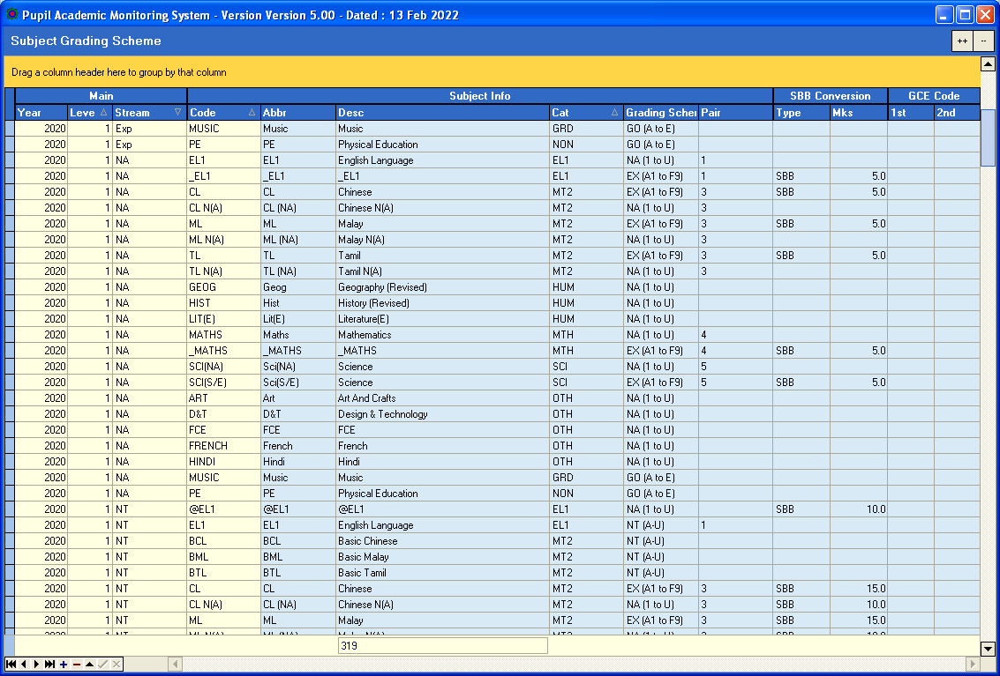 Pupil Academic Monitoring System - Version Version 5.00 - Dated : 13 Feb 2022
Subject Grading Scheme ++ --
Drag a column header here to group by that column
Main Subject Info SBB Conversion GCE Code
Year Leve Stream Code Abbr Desc Cat Grading Scher Pair Type Mks 1st 2nd
2020 1 Exp MUSIC Music Music GRD GO (A to E)
2020 1 Exp PE PE Physical Education NON GO (A to E)
2020 1 NA EL1 EL1 English Language EL1 NA (1 to U) 1
2020 1 NA _EL1 _EL1 _EL1 EL1 EX (A1 to F9) 1 SBB 5.0
2020 1 NA CL CL Chinese MT2 EX (A1 to F9) 3 SBB 5.0
2020 1 NA CL N(A) CL (NA) Chinese N(A) MT2 NA (1 to U) 3
2020 1 NA ML ML Malay MT2 EX (A1 to F9) 3 SBB 5.0
2020 1 NA ML N(A) ML (NA) Malay N(A) MT2 NA (1 to U) 3
2020 1 NA TL TL Tamil MT2 EX (A1 to F9) 3 SBB 5.0
2020 1 NA TL N(A) TL (NA) Tamil N(A) MT2 NA (1 to U) 3
2020 1 NA GEOG Geog Geography (Revised) HUM NA (1 to U)
2020 1 NA HIST Hist History (Revised) HUM NA (1 to U)
2020 1 NA LIT(E) Lit(E) Literature(E) HUM NA (1 to U)
2020 1 NA MATHS Maths Mathematics MTH NA (1 to U) 4
2020 1 NA _MATHS _MATHS _MATHS MTH EX (A1 to F9) 4 SBB 5.0
2020 1 NA SCI(NA) Sci(NA) Science SCI NA (1 to U) 5
2020 1 NA SCI(S/E) Sci(S/E) Science SCI EX (A1 to F9) 5 SBB 5.0
2020 1 NA ART Art Art And Crafts OTH NA (1 to U)
2020 1 NA D&T D&T Design & Technology OTH NA (1 to U)
2020 1 NA FCE FCE FCE OTH NA (1 to U)
2020 1 NA FRENCH French French OTH NA (1 to U)
2020 1 NA HINDI Hindi Hindi OTH NA (1 to U)
2020 1 NA MUSIC Music Music GRD GO (A to E)
2020 1 NA PE PE Physical Education NON GO (A to E)
2020 1 NT @EL1 @EL1 @EL1 EL1 NA (1 to U) SBB 10.0
2020 1 NT EL1 EL1 English Language EL1 NT (A-U) 1
2020 1 NT BCL BCL Basic Chinese MT2 NT (A-U)
2020 1 NT BML BML Basic Malay MT2 NT (A-U)
2020 1 NT BTL BTL Basic Tamil MT2 NT (A-U)
2020 1 NT CL CL Chinese MT2 EX (A1 to F9) 3 SBB 15.0
2020 1 NT CL N(A) CL (NA) Chinese N(A) MT2 NA (1 to U) 3 SBB 10.0
2020 1 NT ML ML Malay MT2 EX (A1 to F9) 3 SBB 15.0
319